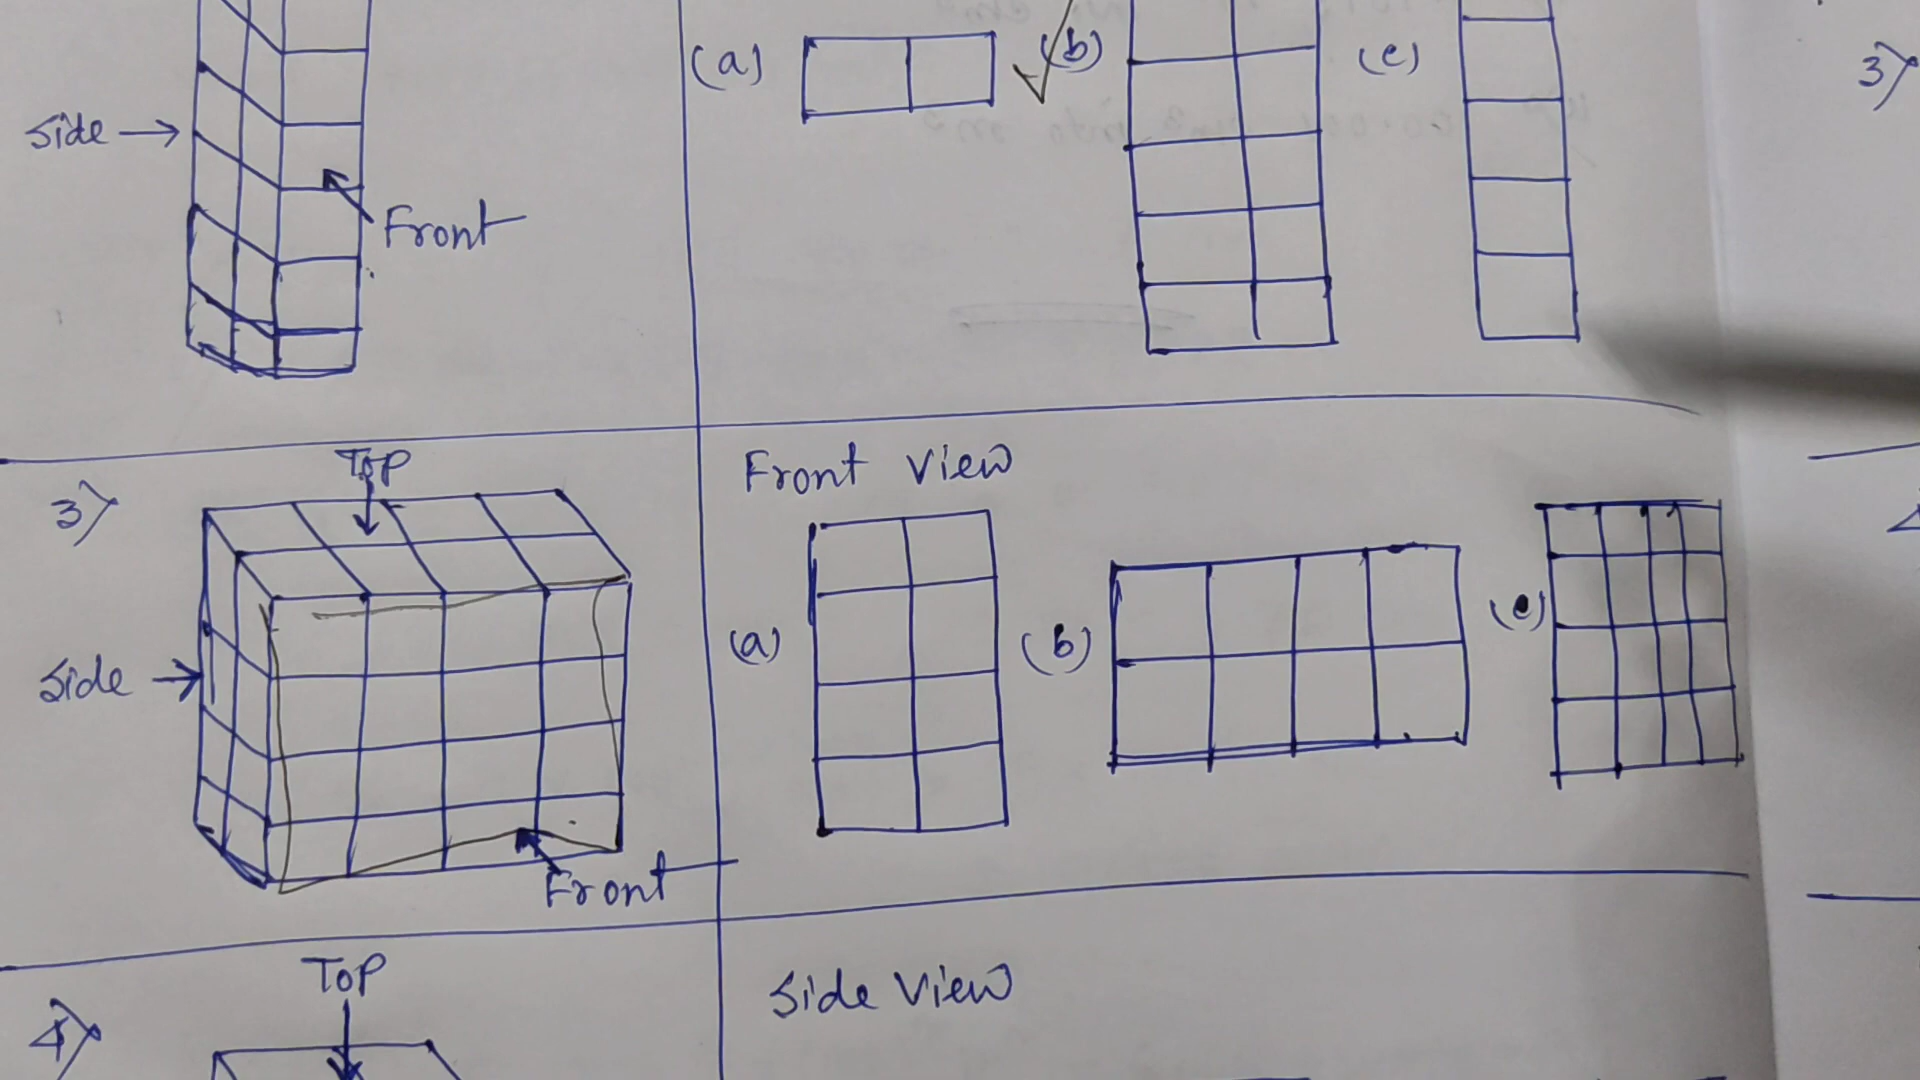 (a)
(b)
(c)
3)
Side →
Front
Top
3)
Front View
(a)
(b)
(c)
Side →
Front
Top
Side View
4)